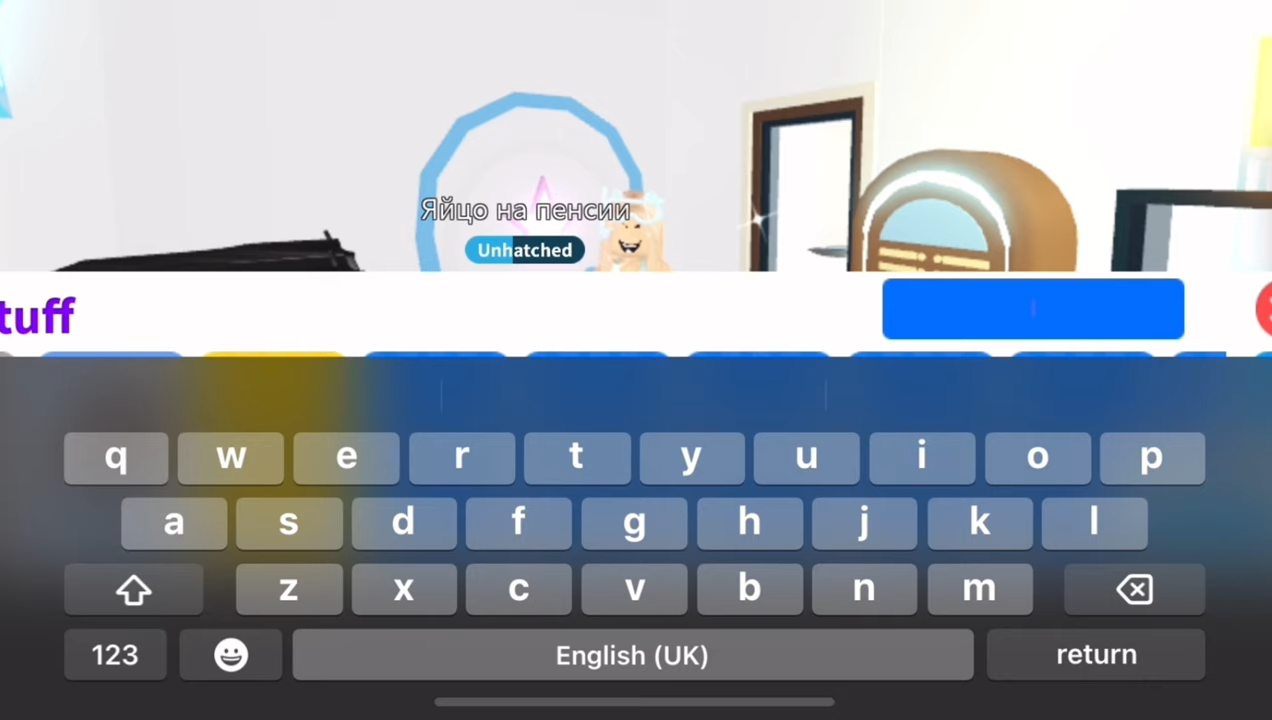 Яйцо на пенсии
Unhatched
tuff
q w e r t y u i o p
a s d f g h j k l
z x c v b n m
123 English (UK) return